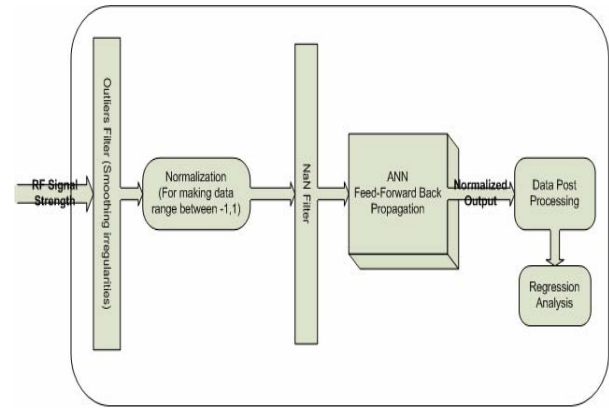 RF Signal
Strength
Outliers Filter (Smoothing irregularities)
Normalization
(For making data
range between -1,1)
NaN Filter
ANN
Feed-Forward Back
Propagation
Normalized
Output
Data Post
Processing
Regression
Analysis